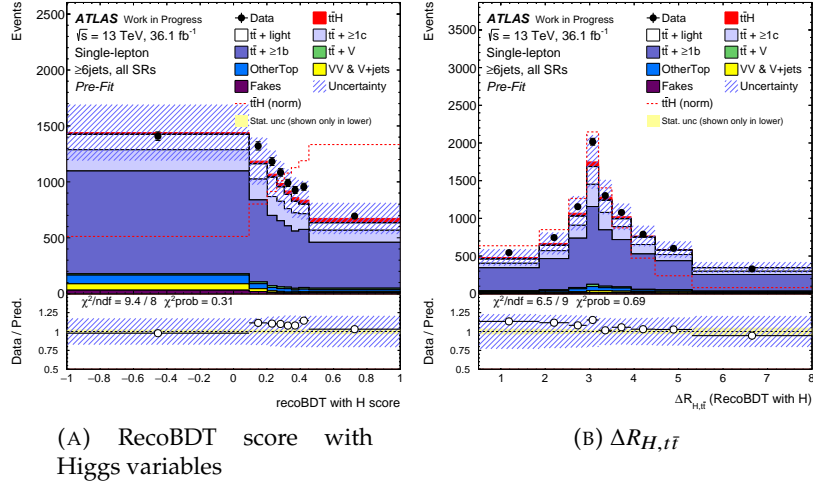 Events
2500
2000
1500
1000
500
0
ATLAS Work in Progress
√s = 13 TeV, 36.1 fb⁻¹
Single-lepton
≥6jets, all SRs
Pre-Fit
Data
tt̄H
tt̄ + light
tt̄ + ≥1c
tt̄ + ≥1b
tt̄ + V
OtherTop
VV & V+jets
Fakes
Uncertainty
tt̄H (norm)
Stat. unc (shown only in lower)
Data / Pred.
1.25
1
0.75
0.5
χ²/ndf = 9.4 / 8 χ²prob = 0.31
−1 −0.8 −0.6 −0.4 −0.2 0 0.2 0.4 0.6 0.8 1
recoBDT with H score
(A) RecoBDT score with
Higgs variables
Events
4000
3500
3000
2500
2000
1500
1000
500
0
ATLAS Work in Progress
√s = 13 TeV, 36.1 fb⁻¹
Single-lepton
≥6jets, all SRs
Pre-Fit
Data
tt̄H
tt̄ + light
tt̄ + ≥1c
tt̄ + ≥1b
tt̄ + V
OtherTop
VV & V+jets
Fakes
Uncertainty
tt̄H (norm)
Stat. unc (shown only in lower)
Data / Pred.
1.25
1
0.75
0.5
χ²/ndf = 6.5 / 9 χ²prob = 0.69
1 2 3 4 5 6 7 8
ΔR_H,tt̄ (RecoBDT with H)
(B) ΔR_H,tt̄